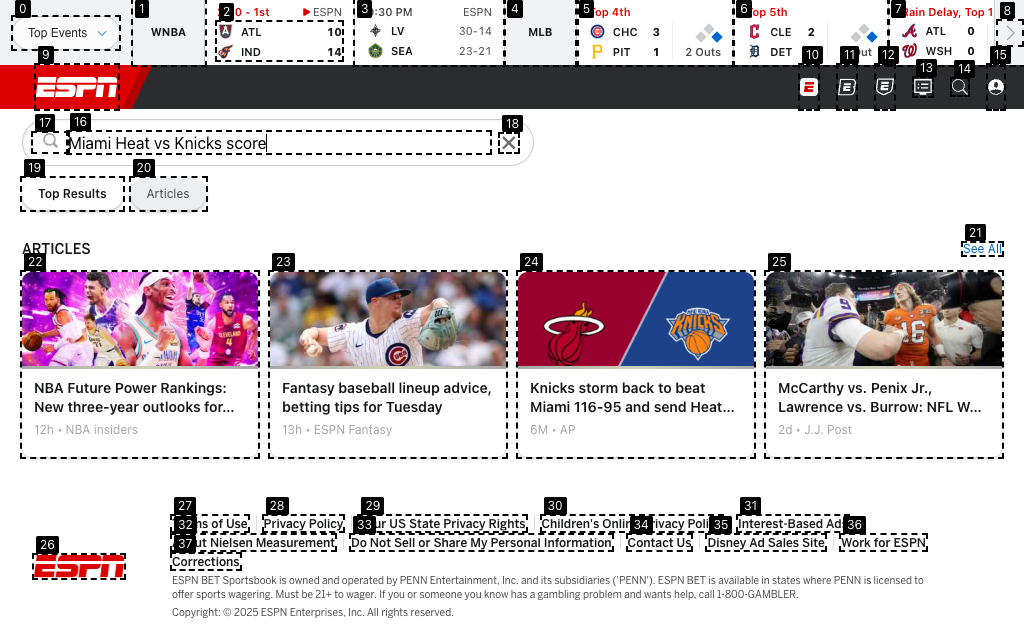 Top Events
WNBA
0 - 1st
ESPN
ATL 10
IND 14
:30 PM ESPN
LV 30-14
SEA 23-21
MLB
Top 4th
CHC 3
PIT 1
2 Outs
Top 5th
CLE 2
DET
Out
Rain Delay, Top 1
ATL 0
WSH 0
0
1
2
3
4
5
6
7
8
9
10
11
12
13
14
15
ESPN
17
16
18
Miami Heat vs Knicks score
19
20
Top Results
Articles
21
ARTICLES
See All
22
23
24
25
NEW YORK
KNICKS
NBA Future Power Rankings:
New three-year outlooks for...
12h • NBA insiders
Fantasy baseball lineup advice,
betting tips for Tuesday
13h • ESPN Fantasy
Knicks storm back to beat
Miami 116-95 and send Heat...
6M • AP
McCarthy vs. Penix Jr.,
Lawrence vs. Burrow: NFL W...
2d • J.J. Post
27
28
29
30
31
ns of Use
Privacy Policy
ur US State Privacy Rights
Children's Onlin
rivacy Poli
Interest-Based Ads
32
33
34
35
36
ut Nielsen Measurement
Do Not Sell or Share My Personal Information
Contact Us
Disney Ad Sales Site
Work for ESPN
37
Corrections
26
ESPN
ESPN BET Sportsbook is owned and operated by PENN Entertainment, Inc. and its subsidiaries ('PENN'). ESPN BET is available in states where PENN is licensed to
offer sports wagering. Must be 21+ to wager. If you or someone you know has a gambling problem and wants help, call 1-800-GAMBLER.
Copyright: © 2025 ESPN Enterprises, Inc. All rights reserved.